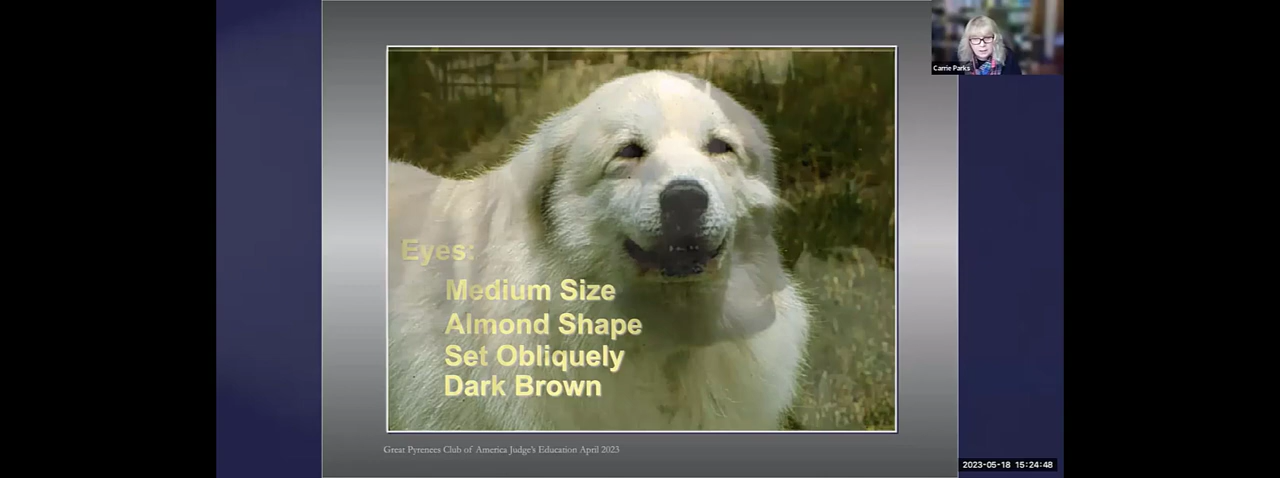 Carrie Parks
Eyes:
Medium Size
Almond Shape
Set Obliquely
Dark Brown
Great Pyrenees Club of America Judge's Education April 2023
2023-05-18 15:24:48